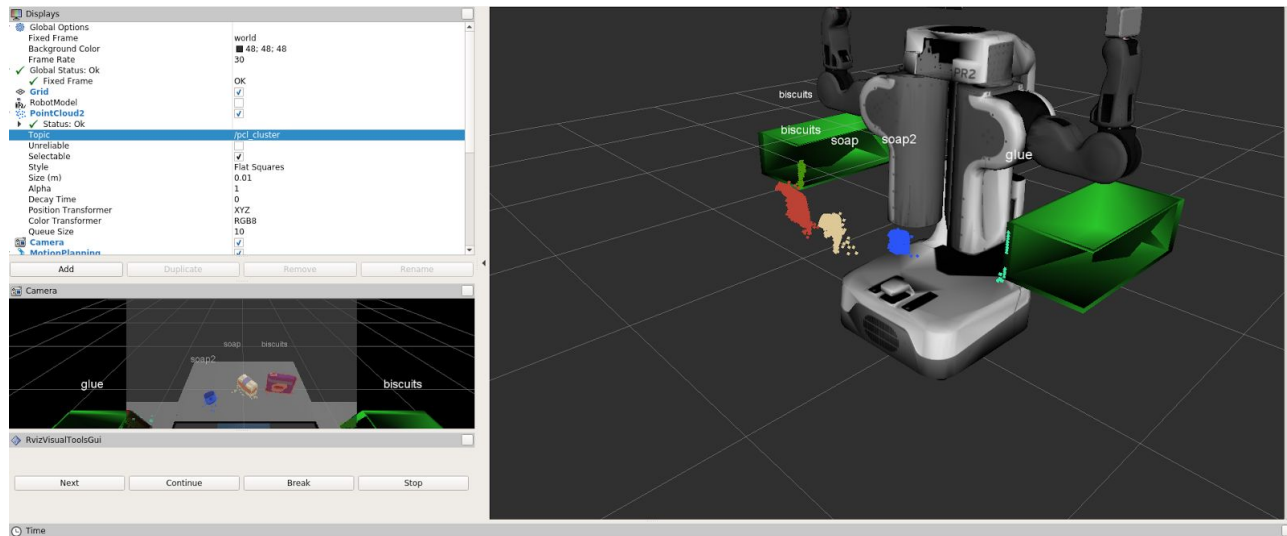 Displays
Global Options
Fixed Frame world
Background Color 48; 48; 48
Frame Rate 30
Global Status: Ok
Fixed Frame OK
Grid
RobotModel
PointCloud2
Status: Ok
Topic /pcl_cluster
Unreliable
Selectable
Style Flat Squares
Size (m) 0.01
Alpha 1
Decay Time 0
Position Transformer XYZ
Color Transformer RGB8
Queue Size 10
Camera
MotionPlanning
Add Duplicate Remove Rename
Camera
soap biscuits
soap2
glue biscuits
RvizVisualToolsGui
Next Continue Break Stop
Time
PR2
biscuits
biscuits soap soap2
glue